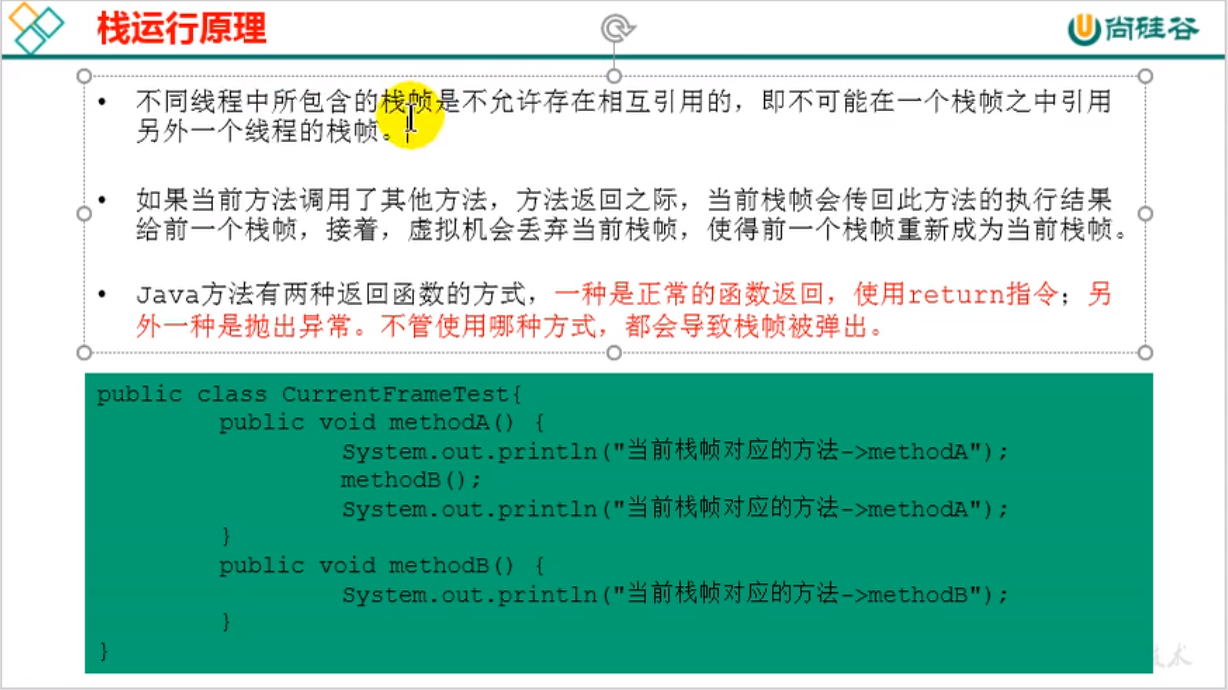 栈运行原理
尚硅谷
• 不同线程中所包含的栈帧是不允许存在相互引用的，即不可能在一个栈帧之中引用
另外一个线程的栈帧。
• 如果当前方法调用了其他方法，方法返回之际，当前栈帧会传回此方法的执行结果
给前一个栈帧，接着，虚拟机会丢弃当前栈帧，使得前一个栈帧重新成为当前栈帧。
• Java方法有两种返回函数的方式，一种是正常的函数返回，使用return指令；另
外一种是抛出异常。不管使用哪种方式，都会导致栈帧被弹出。
public class CurrentFrameTest{
public void methodA() {
System.out.println("当前栈帧对应的方法->methodA");
methodB();
System.out.println("当前栈帧对应的方法->methodA");
}
public void methodB() {
System.out.println("当前栈帧对应的方法->methodB");
}
}
术